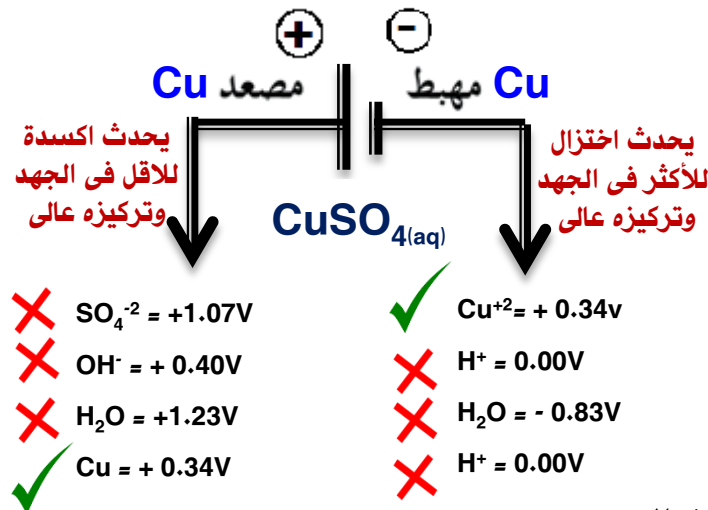 + -
Cu مصعد مهبط Cu
يحدث اكسدة
للاقل فى الجهد
وتركيزه عالى
يحدث اختزال
للأكثر فى الجهد
وتركيزه عالى
CuSO4(aq)
SO4-2 = +1.07V
OH- = + 0.40V
H2O = +1.23V
Cu = + 0.34V
Cu+2= + 0.34v
H+ = 0.00V
H2O = - 0.83V
H+ = 0.00V